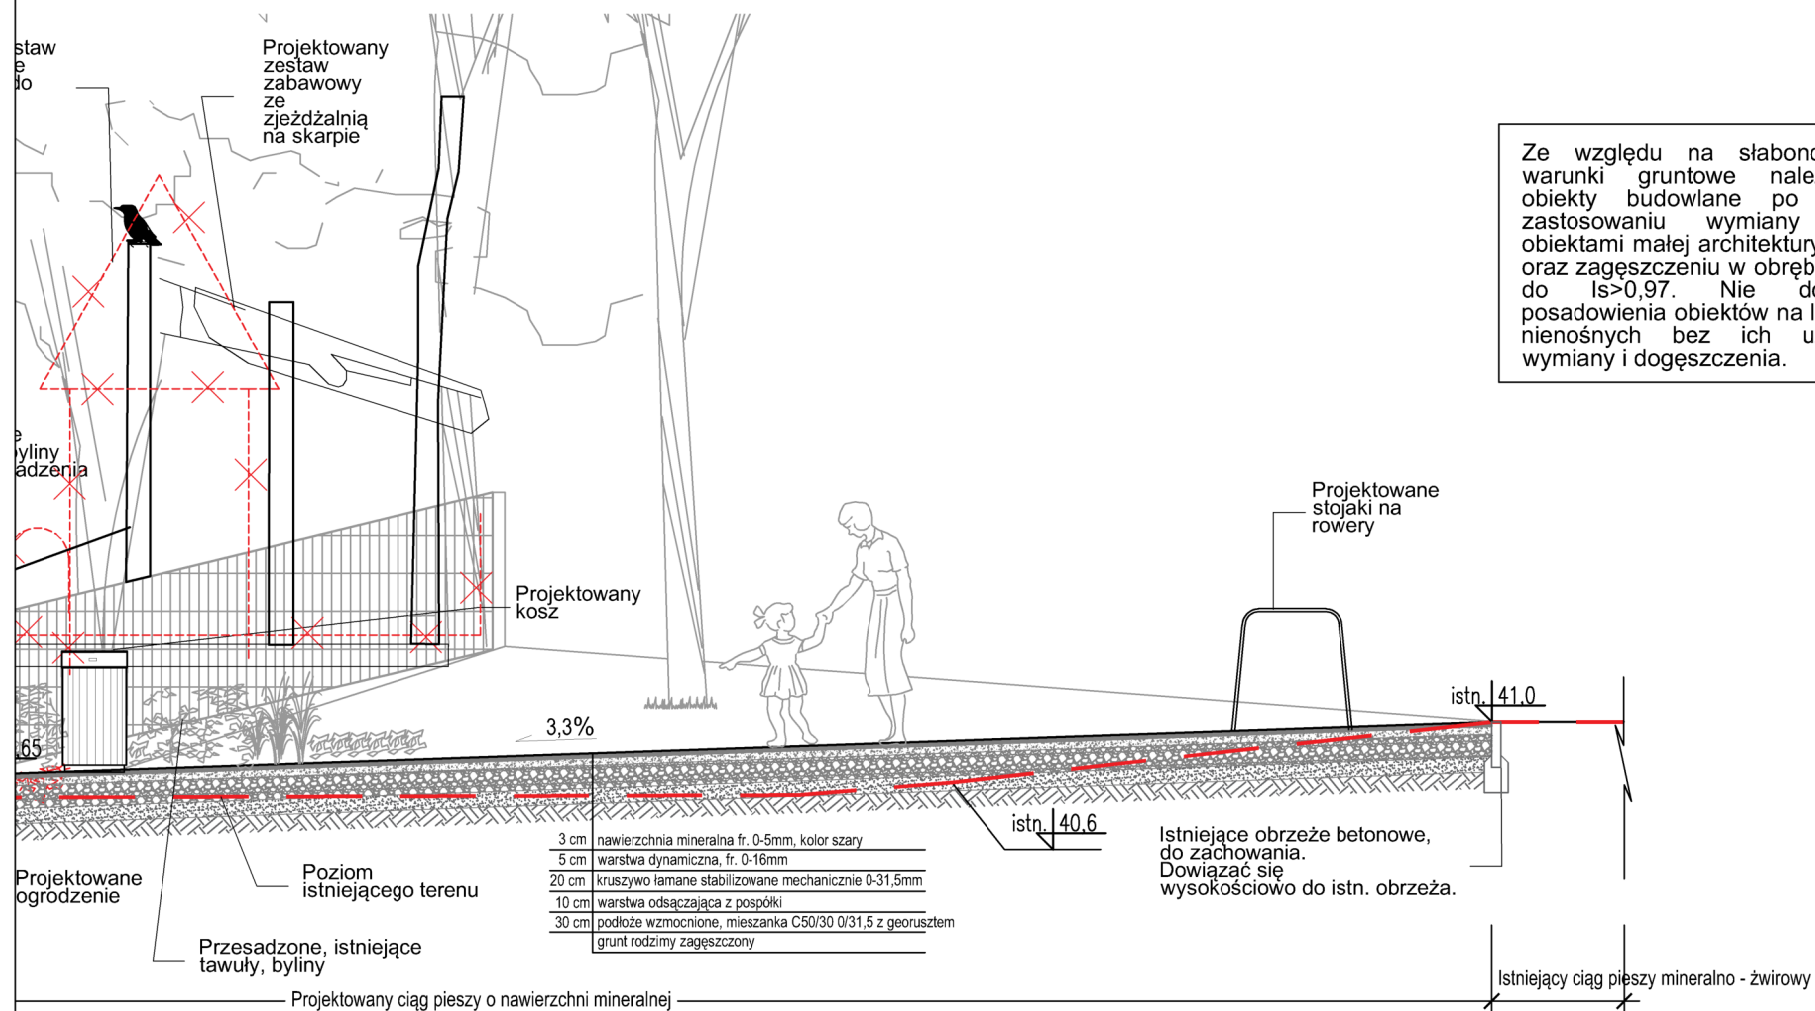 staw
e
do
Projektowany
zestaw
zabawowy
ze
zjeżdżalnią
na skarpie
Ze względu na
warunki gruntowe
obiekty budowlane po
zastosowaniu wymiany
obiektami małej architektury
oraz zagęszczeniu w
do Is>0,97. Nie
posadowienia obiektów na
nienośnych bez ich
wymiany i dogęszczenia.
e
yliny
adzenia
Projektowane
stojaki na
rowery
Projektowany
kosz
istn. 41,0
3,3%
,65
istn. 40,6
3 cm nawierzchnia mineralna fr. 0-5mm, kolor szary
5 cm warstwa dynamiczna, fr. 0-16mm
20 cm kruszywo łamane stabilizowane mechanicznie 0-31,5mm
10 cm warstwa odsączająca z pospółki
30 cm podłoże wzmocnione, mieszanka C50/30 0/31,5 z georusztem
grunt rodzimy zagęszczony
Istniejące obrzeże betonowe,
do zachowania.
Dowiązać się
wysokościowo do istn. obrzeża.
Projektowane
ogrodzenie
Poziom
istniejącego terenu
Przesadzone, istniejące
tawuły, byliny
Projektowany ciąg pieszy o nawierzchni mineralnej
Istniejący ciąg pieszy mineralno - żwirowy